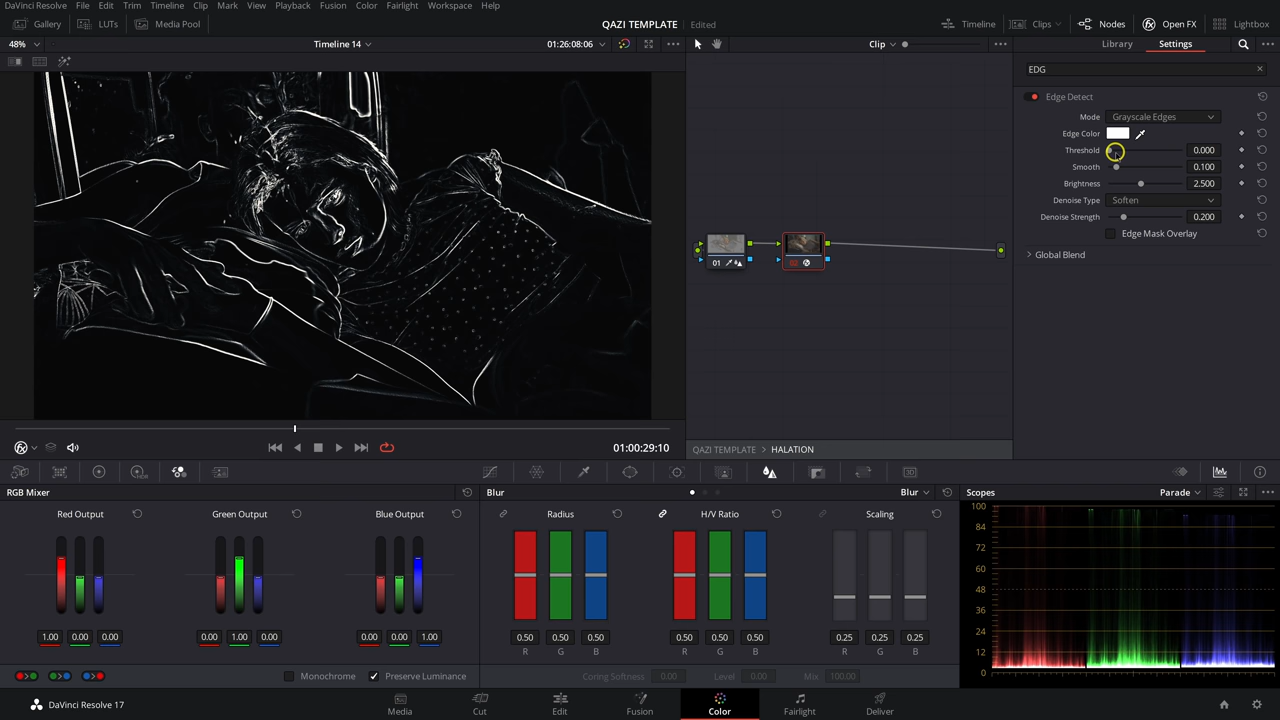 DaVinci Resolve File Edit Trim Timeline Clip Mark View Playback Fusion Color Fairlight Workspace Help
Gallery LUTs Media Pool QAZI TEMPLATE Edited Timeline Clips Nodes Open FX Lightbox
48% Timeline 14 01:26:08:06 Clip Library Settings
EDG
Edge Detect
Mode Grayscale Edges
Edge Color
Threshold 0.000
Smooth 0.100
Brightness 2.500
Denoise Type Soften
Denoise Strength 0.200
Edge Mask Overlay
Global Blend
01
01:00:29:10
QAZI TEMPLATE > HALATION
RGB Mixer Blur Blur Scopes Parade
Red Output Green Output Blue Output Radius H/V Ratio Scaling
100
84
72
60
48
36
24
12
0
1.00 0.00 0.00 0.00 1.00 0.00 0.00 0.00 1.00 0.50 0.50 0.50 0.50 0.50 0.50 0.25 0.25 0.25
R G B R G B R G B
Monochrome Preserve Luminance Coring Softness 0.00 Level 0.00 Mix 100.00
DaVinci Resolve 17 Media Cut Edit Fusion Color Fairlight Deliver